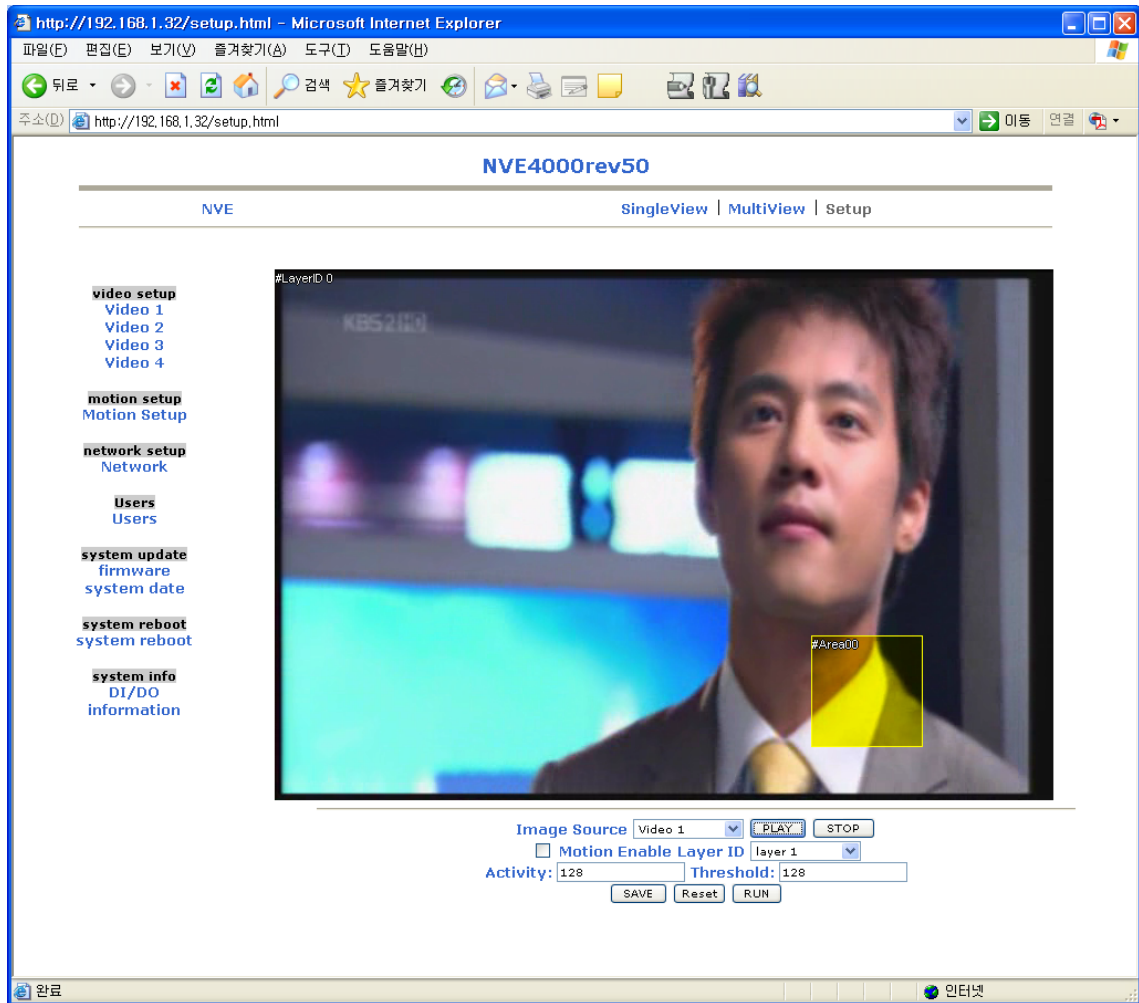 http://192.168.1.32/setup.html - Microsoft Internet Explorer
파일(F) 편집(E) 보기(V) 즐겨찾기(A) 도구(T) 도움말(H)
뒤로 검색 즐겨찾기
주소(D) http://192.168.1.32/setup.html 이동 연결
NVE4000rev50
NVE SingleView | MultiView | Setup
video setup
Video 1
Video 2
Video 3
Video 4
motion setup
Motion Setup
network setup
Network
Users
Users
system update
firmware
system date
system reboot
system reboot
system info
DI/DO
information
#LayerID 0
KBS2 HD
#Area00
Image Source Video 1 PLAY STOP
Motion Enable Layer ID layer 1
Activity: 128 Threshold: 128
SAVE Reset RUN
완료 인터넷